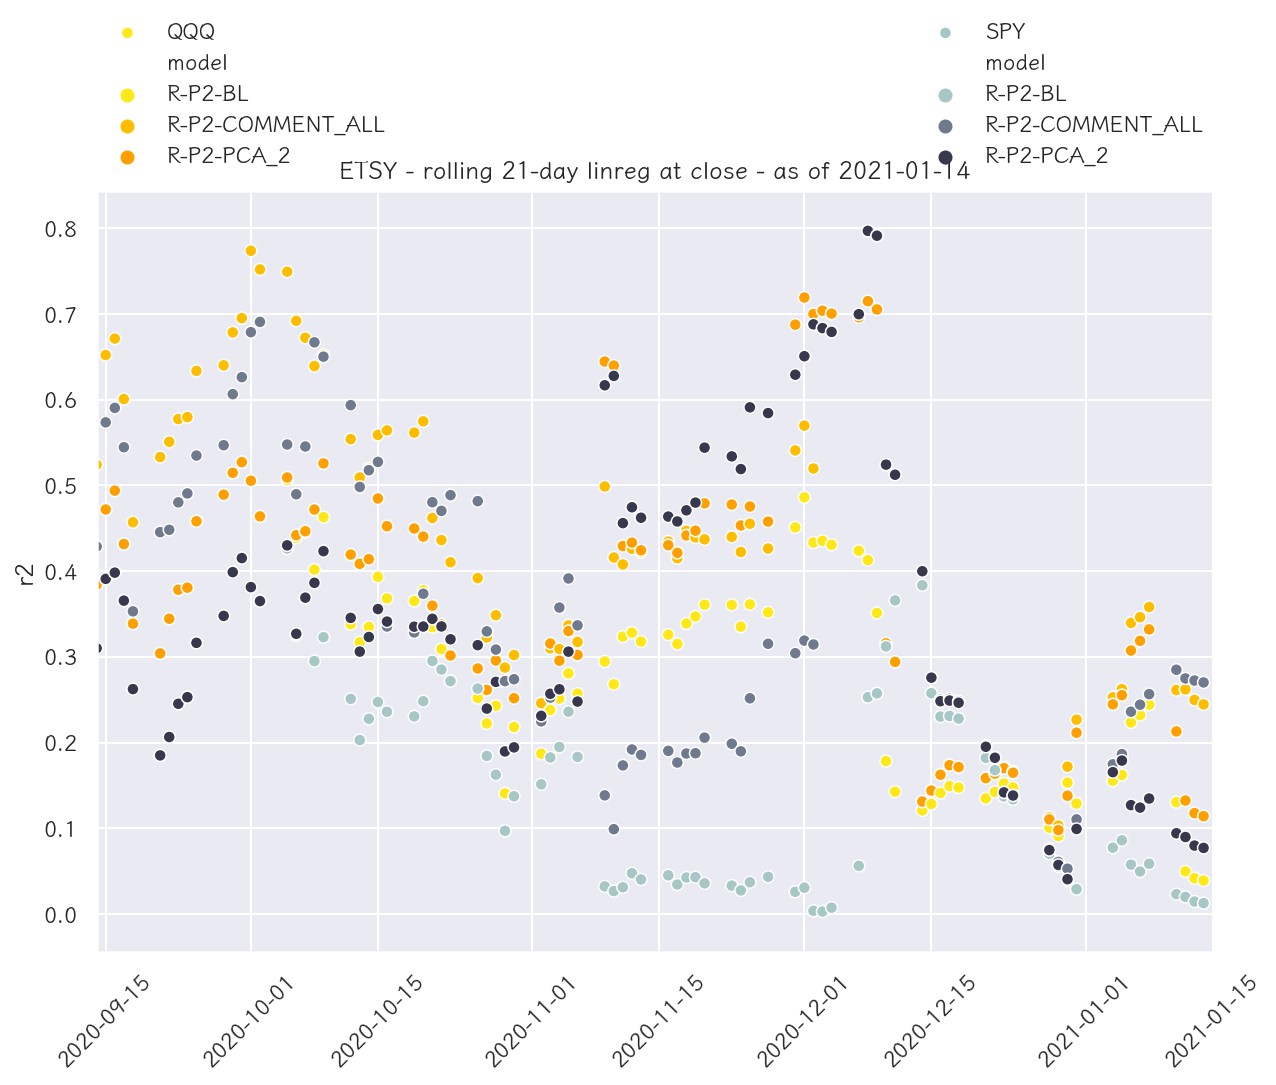 QQQ
model
R-P2-BL
R-P2-COMMENT_ALL
R-P2-PCA_2
SPY
model
R-P2-BL
R-P2-COMMENT_ALL
R-P2-PCA_2
ETSY - rolling 21-day linreg at close - as of 2021-01-14
r2
0.8
0.7
0.6
0.5
0.4
0.3
0.2
0.1
0.0
2020-09-15
2020-10-01
2020-10-15
2020-11-01
2020-11-15
2020-12-01
2020-12-15
2021-01-01
2021-01-15